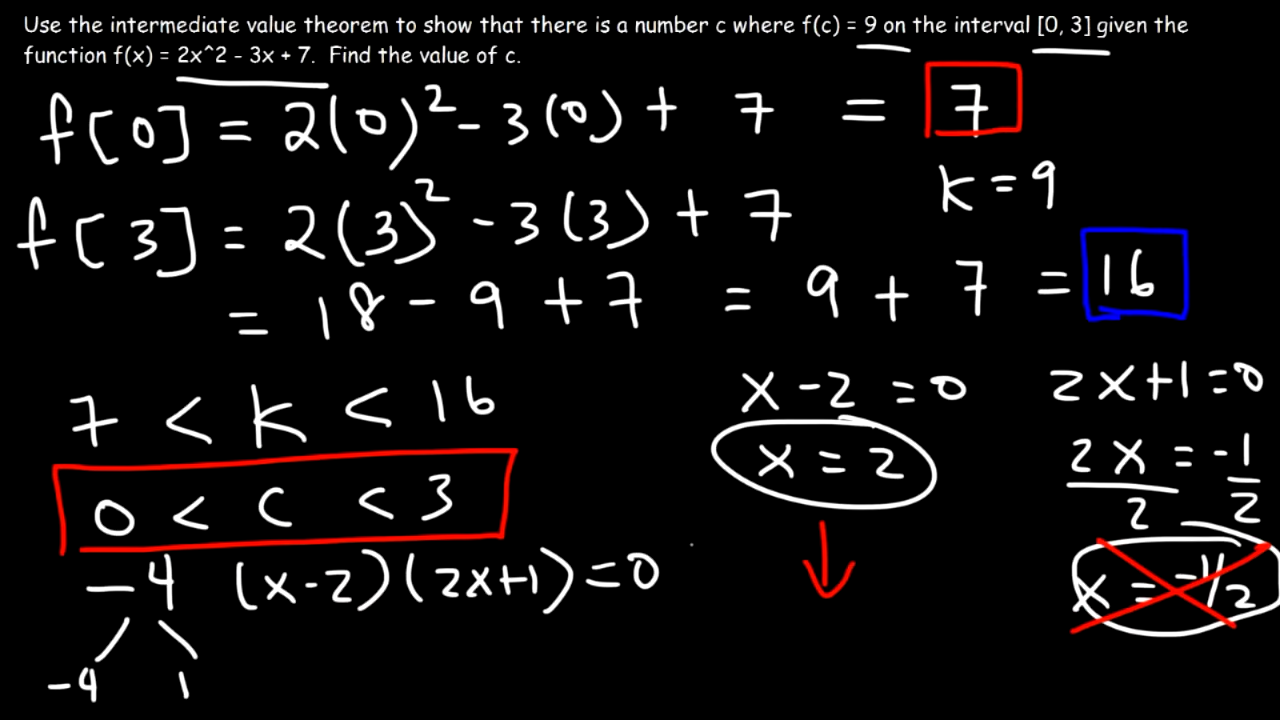 Use the intermediate value theorem to show that there is a number c where f(c) = 9 on the interval [0, 3] given the
function f(x) = 2x^2 - 3x + 7. Find the value of c.
f[0] = 2(0)² - 3(0) + 7 = 7
k = 9
f[3] = 2(3)² - 3(3) + 7
= 18 - 9 + 7 = 9 + 7 = 16
7 < k < 16
0 < c < 3
-4 (x-2)(2x+1) = 0
-4 1
x - 2 = 0
x = 2
2x+1 = 0
2x = -1
2 2
x = -1/2